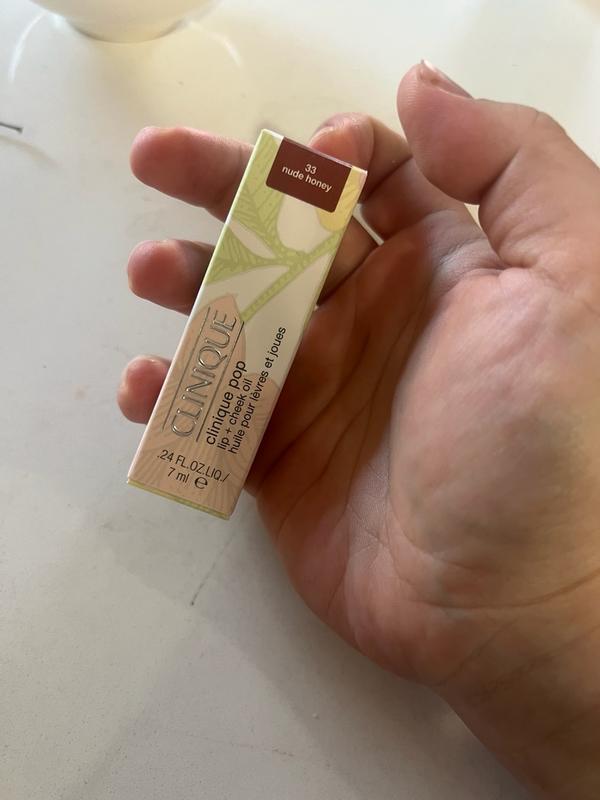 33
nude honey
CLINIQUE
clinique pop
lip + cheek oil
huile pour lèvres et joues
.24 FL.OZ.LIQ./
7 ml ℮